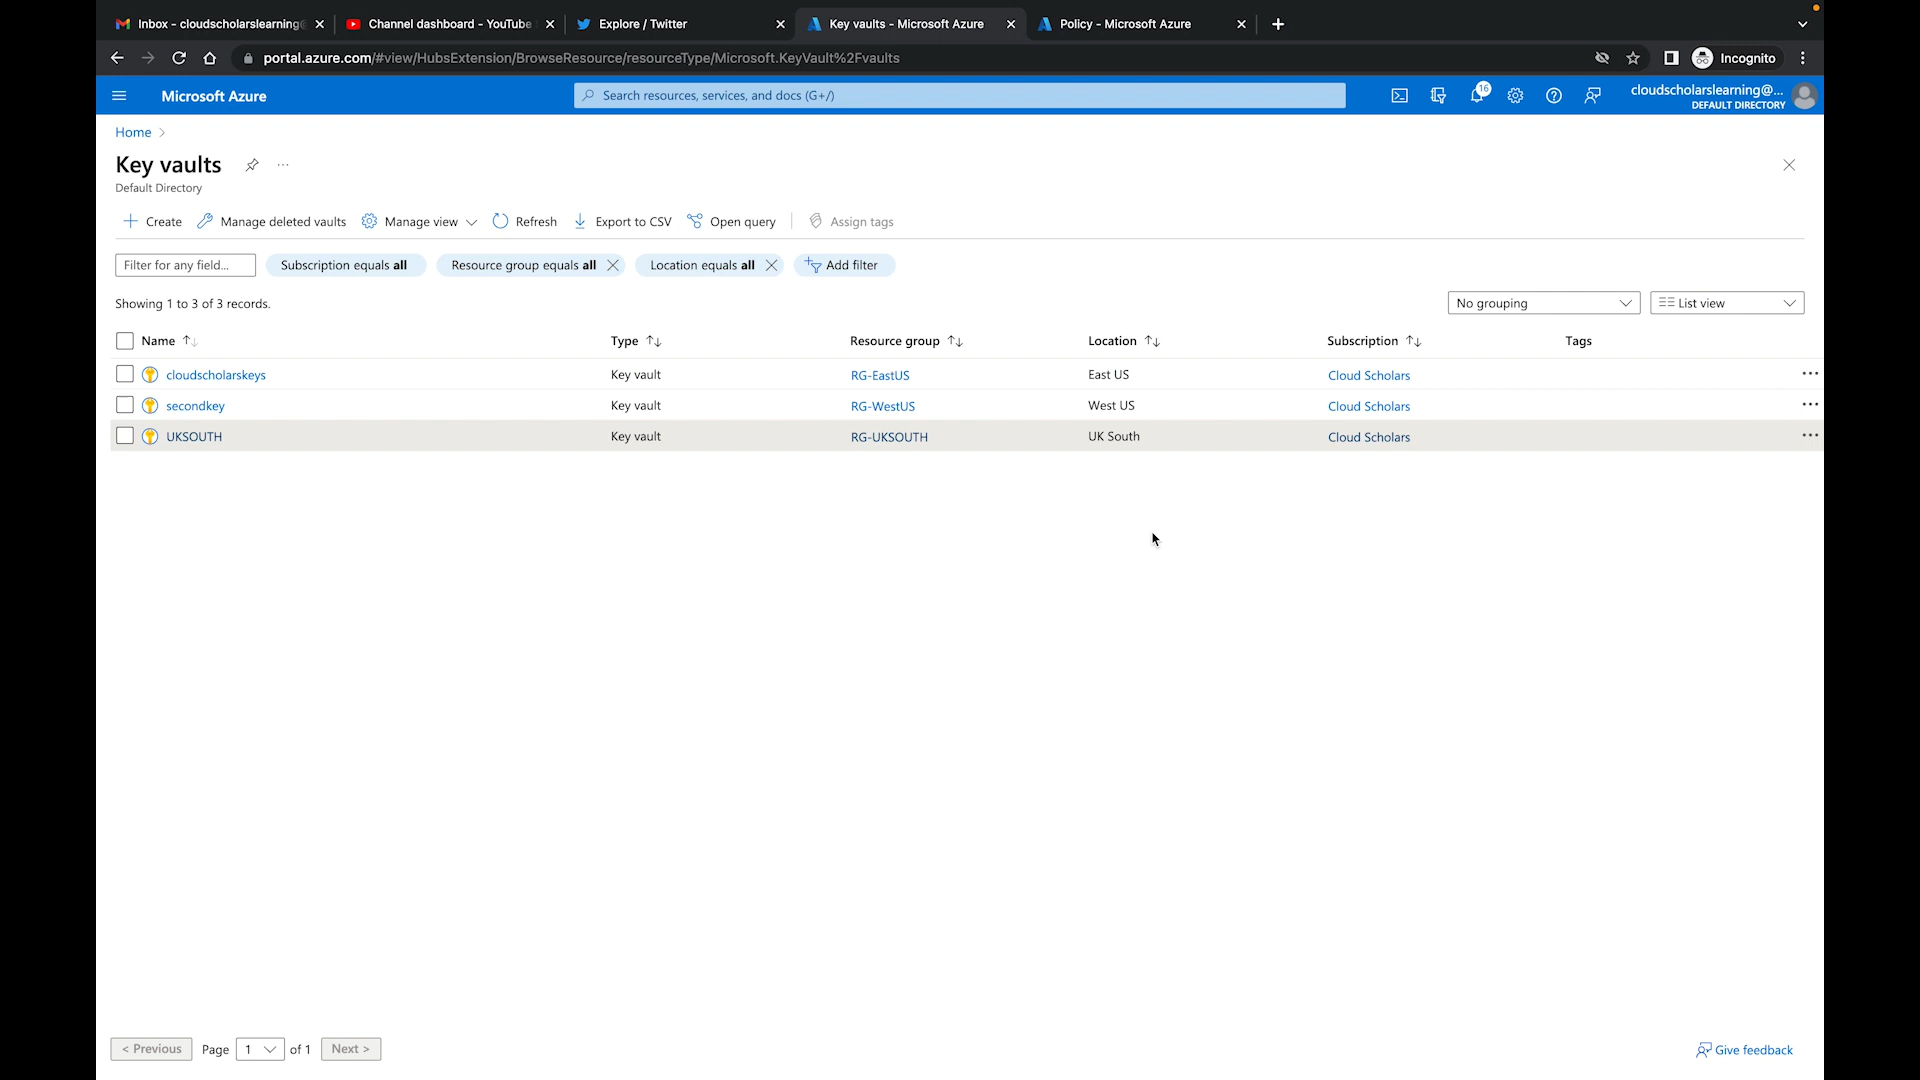 Inbox - cloudscholarslearning@
Channel dashboard - YouTube
Explore / Twitter
Key vaults - Microsoft Azure
Policy - Microsoft Azure
portal.azure.com/#view/HubsExtension/BrowseResource/resourceType/Microsoft.KeyVault%2Fvaults
Incognito
Microsoft Azure
Search resources, services, and docs (G+/)
16
cloudscholarslearning@...
DEFAULT DIRECTORY
Home
Key vaults
Default Directory
Create
Manage deleted vaults
Manage view
Refresh
Export to CSV
Open query
Assign tags
Filter for any field...
Subscription equals all
Resource group equals all
Location equals all
Add filter
Showing 1 to 3 of 3 records.
No grouping
List view
Name Type Resource group Location Subscription Tags
cloudscholarskeys Key vault RG-EastUS East US Cloud Scholars
secondkey Key vault RG-WestUS West US Cloud Scholars
UKSOUTH Key vault RG-UKSOUTH UK South Cloud Scholars
< Previous Page 1 of 1 Next >
Give feedback